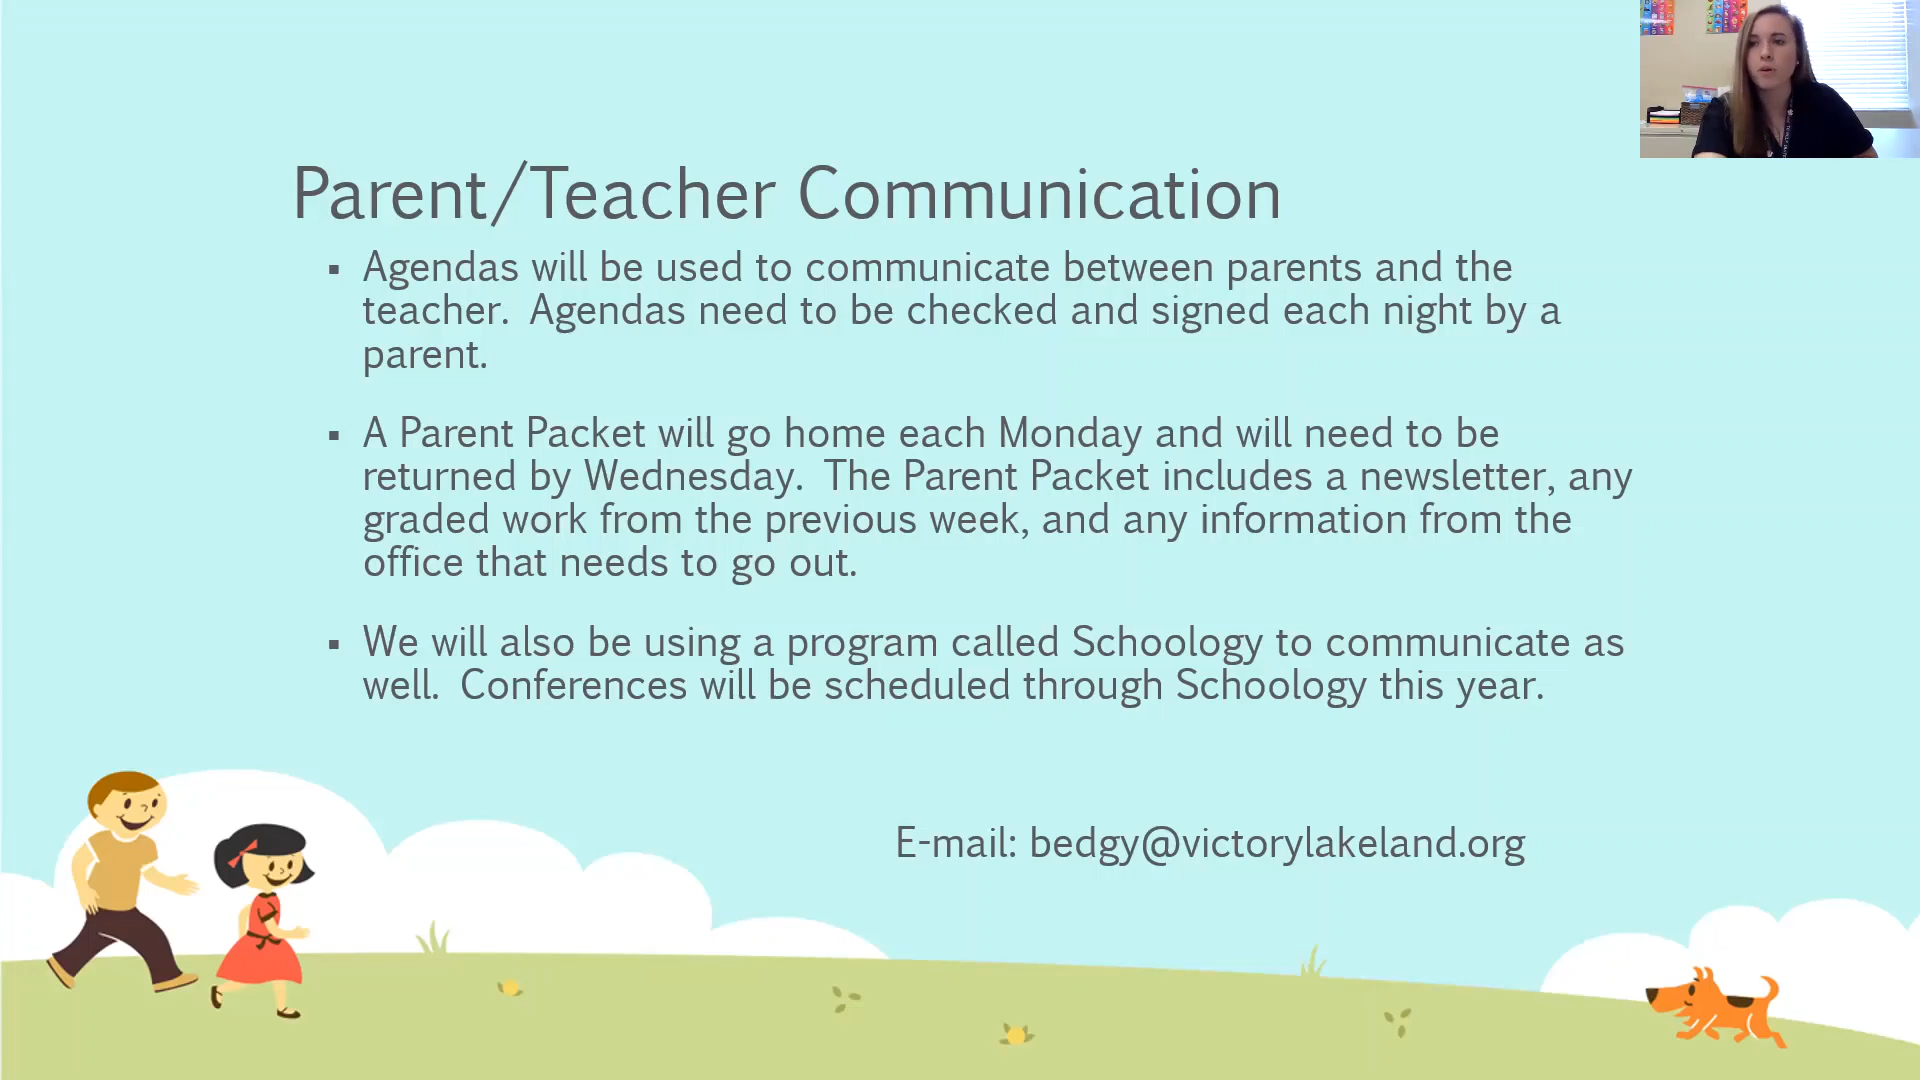 Parent/Teacher Communication
▪ Agendas will be used to communicate between parents and the
teacher. Agendas need to be checked and signed each night by a
parent.
▪ A Parent Packet will go home each Monday and will need to be
returned by Wednesday. The Parent Packet includes a newsletter, any
graded work from the previous week, and any information from the
office that needs to go out.
▪ We will also be using a program called Schoology to communicate as
well. Conferences will be scheduled through Schoology this year.
E-mail: bedgy@victorylakeland.org